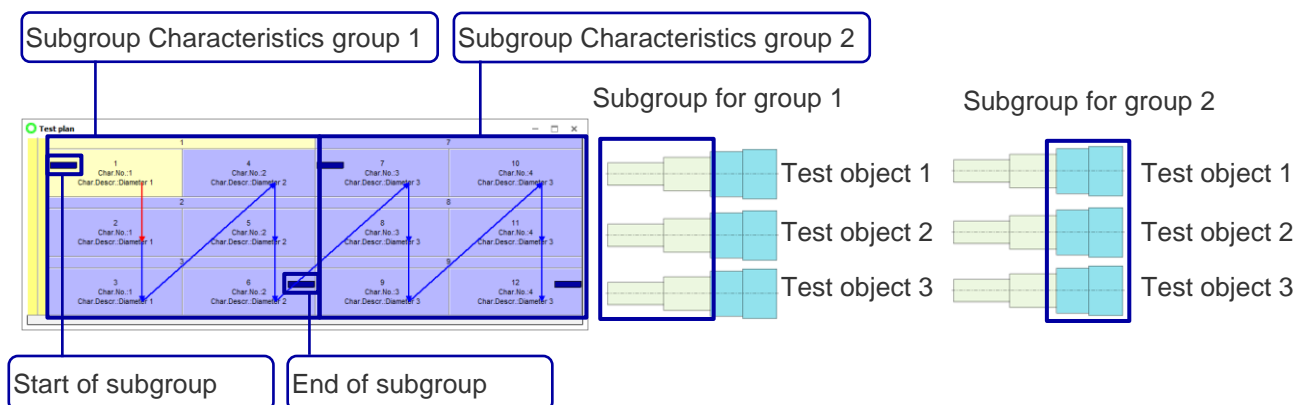 Subgroup Characteristics group 1
Subgroup Characteristics group 2
Subgroup for group 1
Subgroup for group 2
Test plan
1
7
1
Char.No.:1
Char.Descr.:Diameter 1
4
Char.No.:2
Char.Descr.:Diameter 2
7
Char.No.:3
Char.Descr.:Diameter 3
10
Char.No.:4
Char.Descr.:Diameter 3
2
8
2
Char.No.:1
Char.Descr.:Diameter 1
5
Char.No.:2
Char.Descr.:Diameter 2
8
Char.No.:3
Char.Descr.:Diameter 3
11
Char.No.:4
Char.Descr.:Diameter 3
3
9
3
Char.No.:1
Char.Descr.:Diameter 1
6
Char.No.:2
Char.Descr.:Diameter 2
9
Char.No.:3
Char.Descr.:Diameter 3
12
Char.No.:4
Char.Descr.:Diameter 3
Test object 1
Test object 2
Test object 3
Test object 1
Test object 2
Test object 3
Start of subgroup
End of subgroup